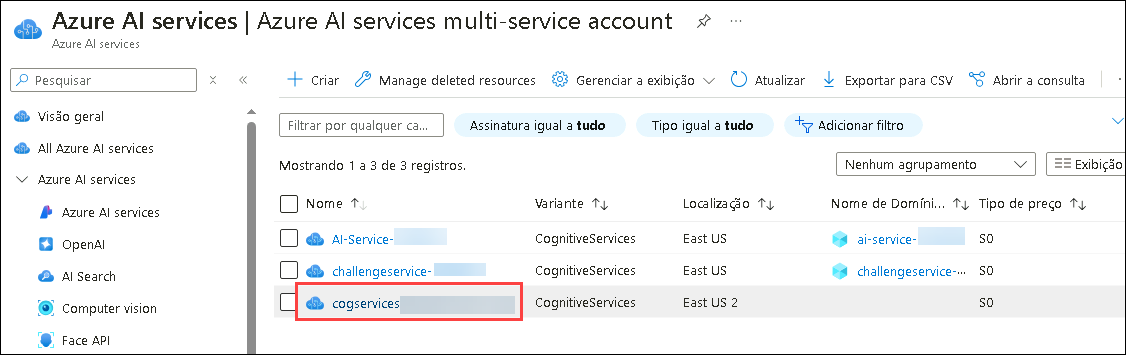 Azure AI services | Azure AI services multi-service account
Azure AI services
Pesquisar
Criar Manage deleted resources Gerenciar a exibição Atualizar Exportar para CSV Abrir a consulta
Visão geral
All Azure AI services
Azure AI services
Azure AI services
OpenAI
AI Search
Computer vision
Face API
Filtrar por qualquer ca... Assinatura igual a tudo Tipo igual a tudo Adicionar filtro
Mostrando 1 a 3 de 3 registros. Nenhum agrupamento Exibição
Nome Variante Localização Nome de Domíni... Tipo de preço
AI-Service- CognitiveServices East US ai-service- S0
challengeservice- CognitiveServices East US challengeservice-... S0
cogservices CognitiveServices East US 2 S0